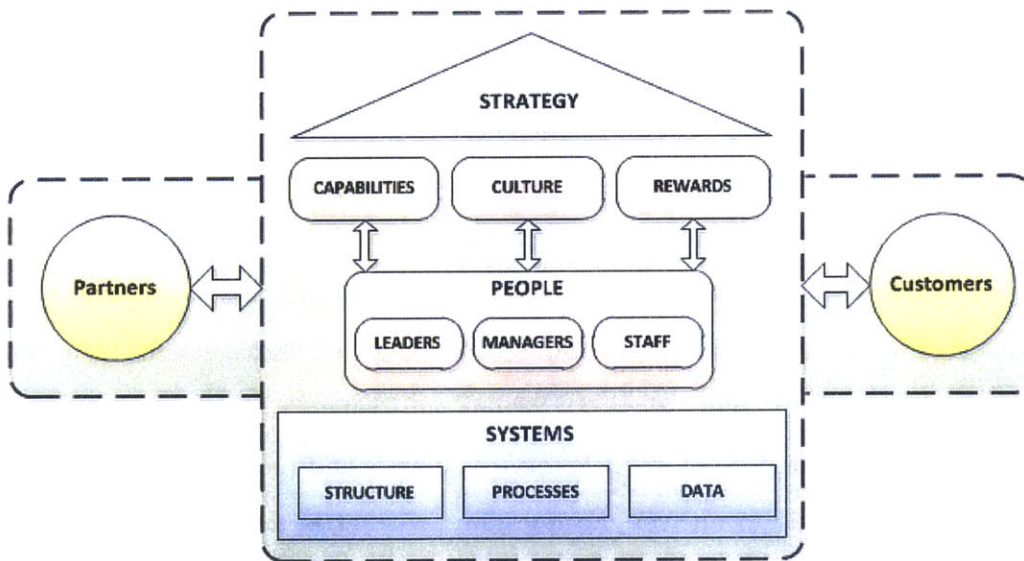 STRATEGY
CAPABILITIES
CULTURE
REWARDS
Partners
Customers
PEOPLE
LEADERS
MANAGERS
STAFF
SYSTEMS
STRUCTURE
PROCESSES
DATA